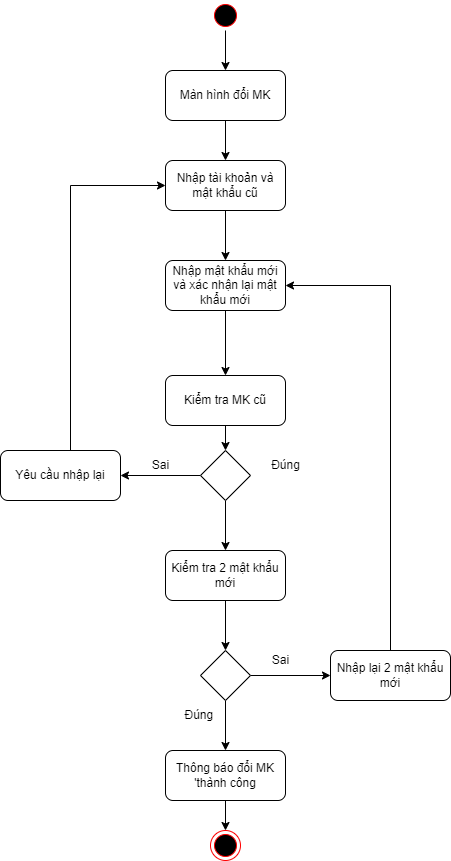 Màn hình đổi MK
Nhập tài khoản và
mật khẩu cũ
Nhập mật khẩu mới
và xác nhận lại mật
khẩu mới
Kiểm tra MK cũ
Sai
Đúng
Yêu cầu nhập lại
Kiểm tra 2 mật khẩu
mới
Sai
Nhập lại 2 mật khẩu
mới
Đúng
Thông báo đổi MK
'thành công